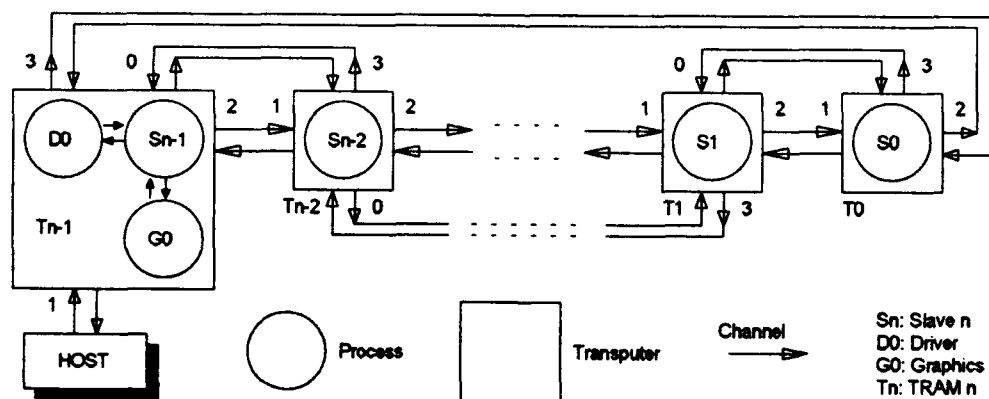 3 0 3 0 3
D0 Sn-1 2 1 Sn-2 2 1 S1 2 1 S0 2
Tn-1 G0 Tn-2 0 T1 3 T0
1
HOST
Process
Transputer
Channel
Sn: Slave n
D0: Driver
G0: Graphics
Tn: TRAM n